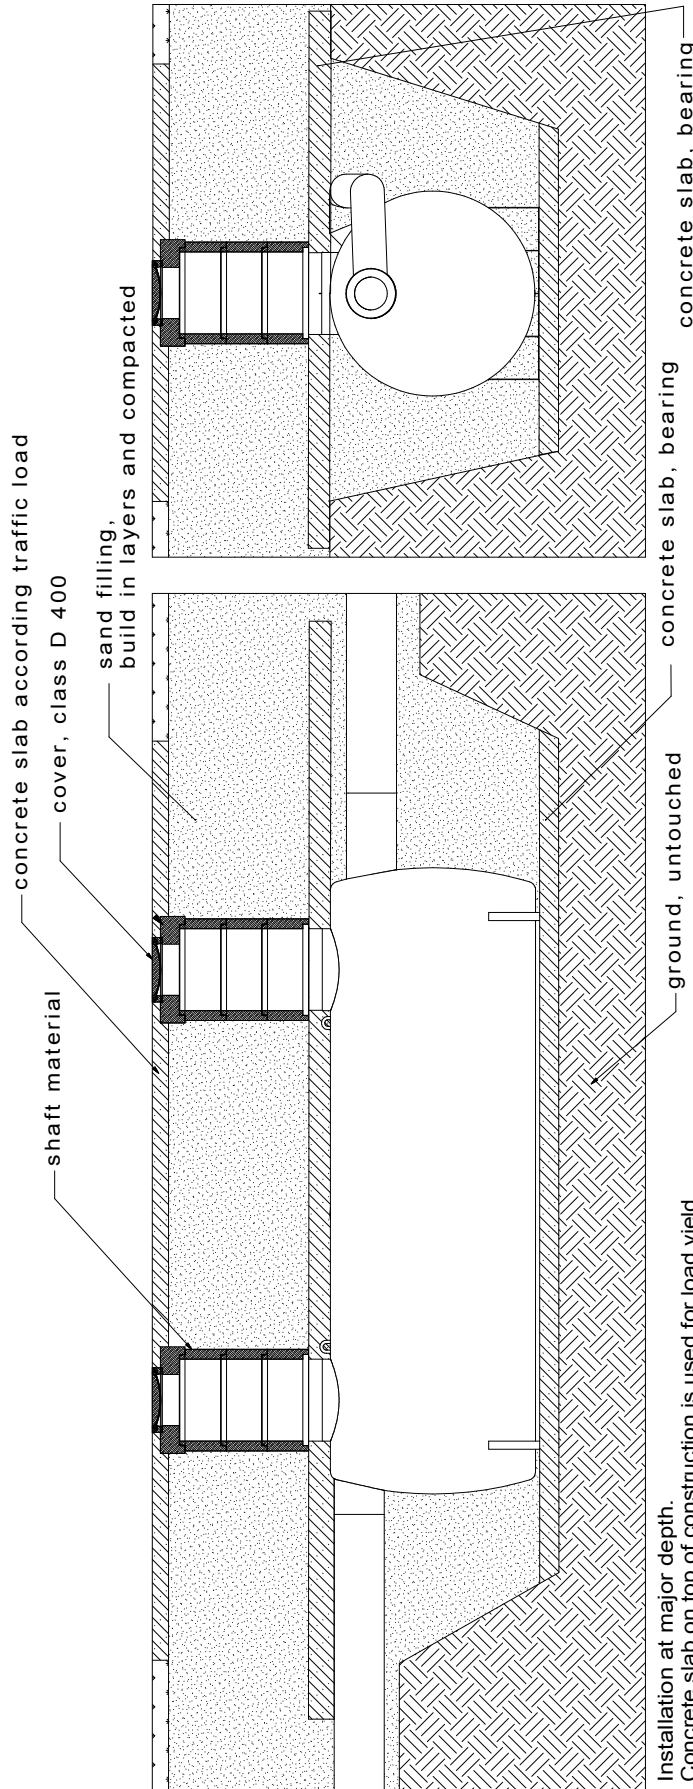 concrete slab according traffic load
cover, class D 400
sand filling,
build in layers and compacted
shaft material
concrete slab, bearing
concrete slab, bearing
ground, untouched
Installation at major depth.
Concrete slab on top of construction is used for load yield